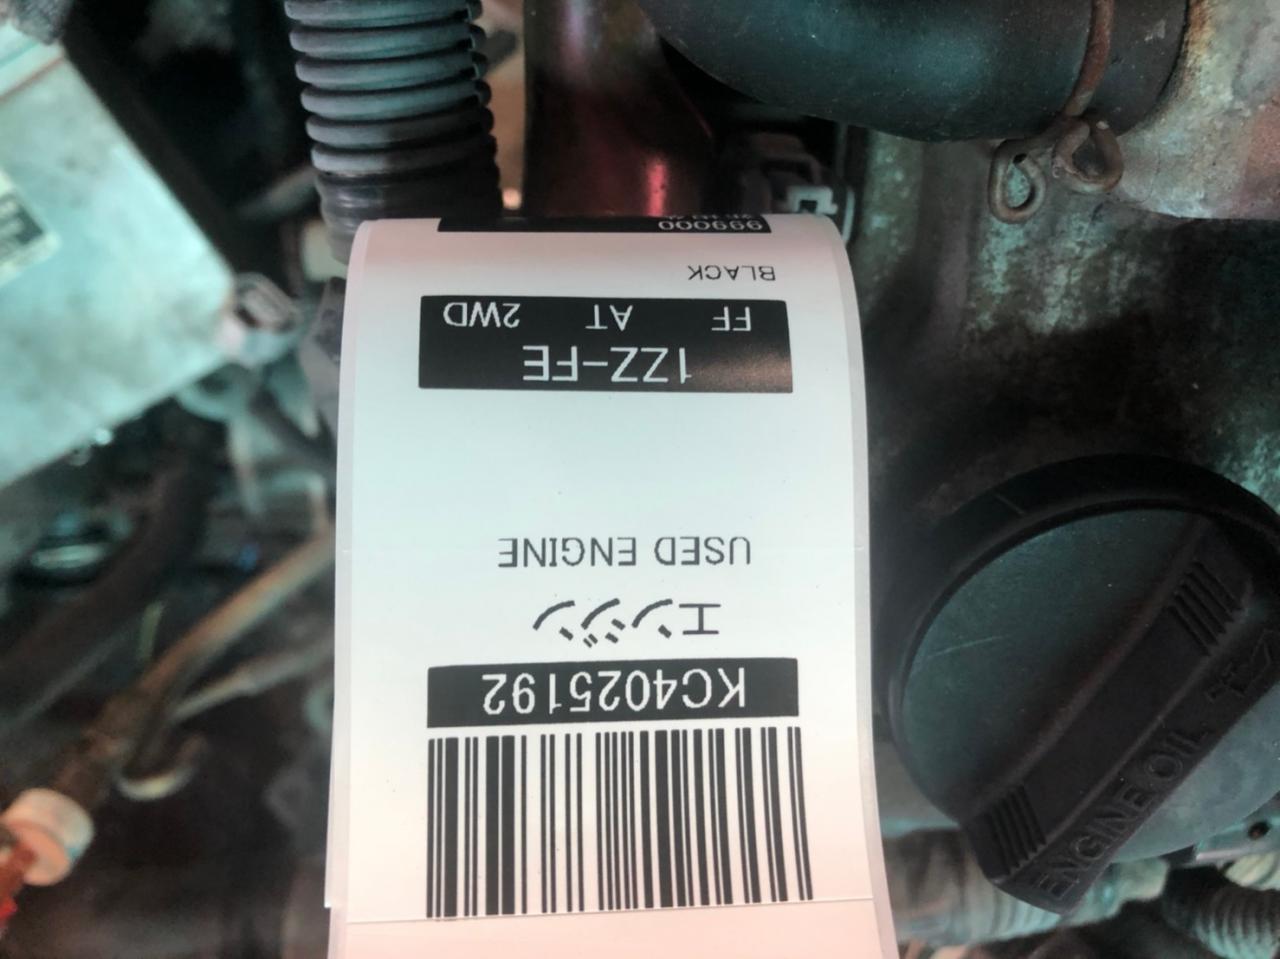 KC4025192
エンジン
USED ENGINE
1ZZ-FE
FF AT 2WD
BLACK
999000
ENGINE OIL